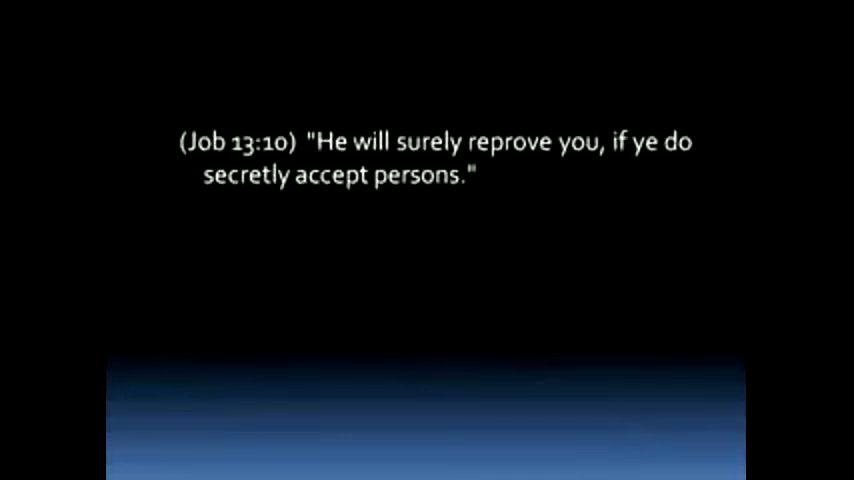 (Job 13:10) "He will surely reprove you, if ye do
secretly accept persons."